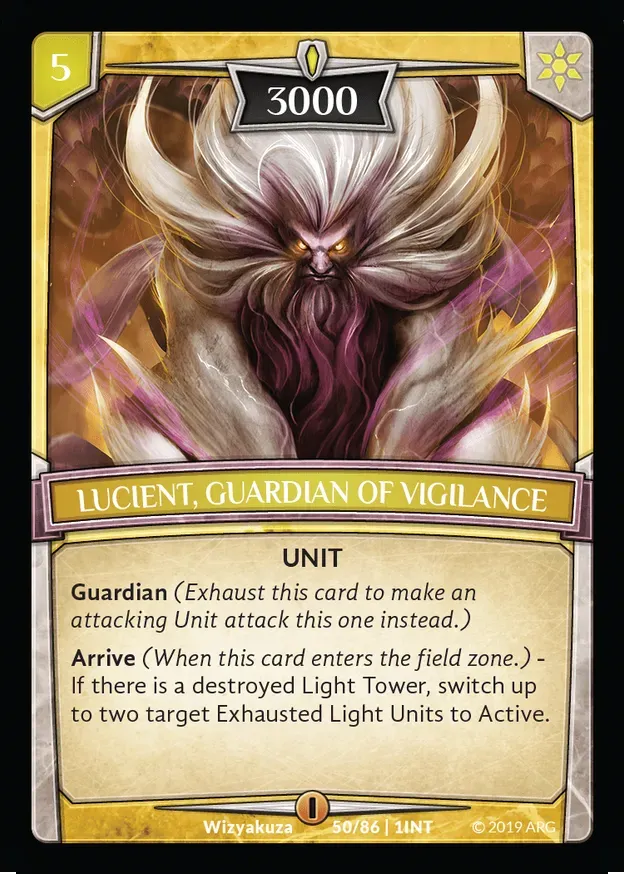 5
3000
LUCIENT, GUARDIAN OF VIGILANCE
UNIT
Guardian (Exhaust this card to make an
attacking Unit attack this one instead.)
Arrive (When this card enters the field zone.) -
If there is a destroyed Light Tower, switch up
to two target Exhausted Light Units to Active.
I
Wizyakuza 50/86 | 1INT © 2019 ARG